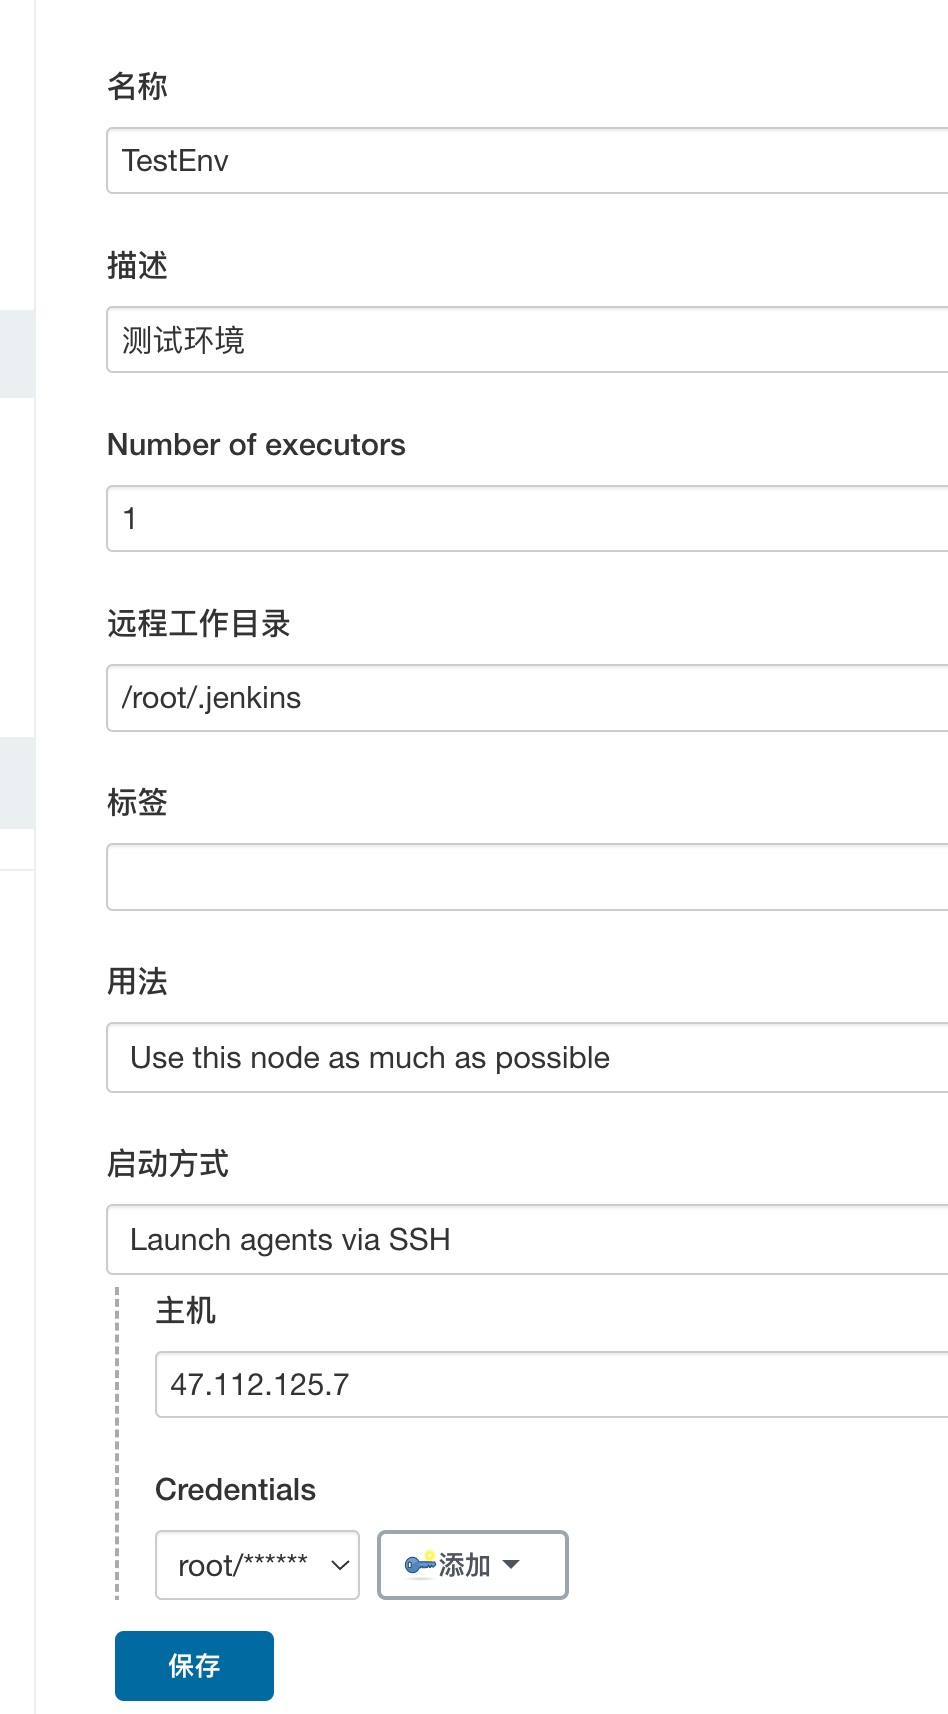 名称
TestEnv
描述
测试环境
Number of executors
1
远程工作目录
/root/.jenkins
标签
用法
Use this node as much as possible
启动方式
Launch agents via SSH
主机
47.112.125.7
Credentials
root/****** 添加
保存